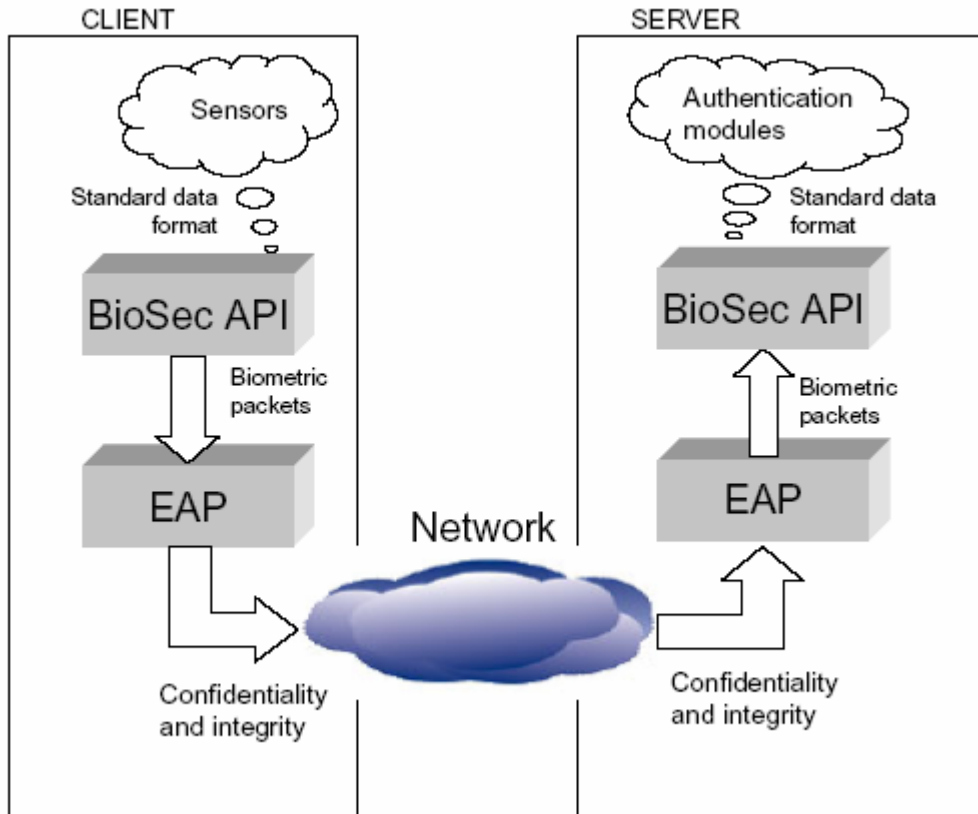 CLIENT
SERVER
Sensors
Authentication
modules
Standard data
format
Standard data
format
BioSec API
BioSec API
Biometric
packets
Biometric
packets
EAP
EAP
Network
Confidentiality
and integrity
Confidentiality
and integrity